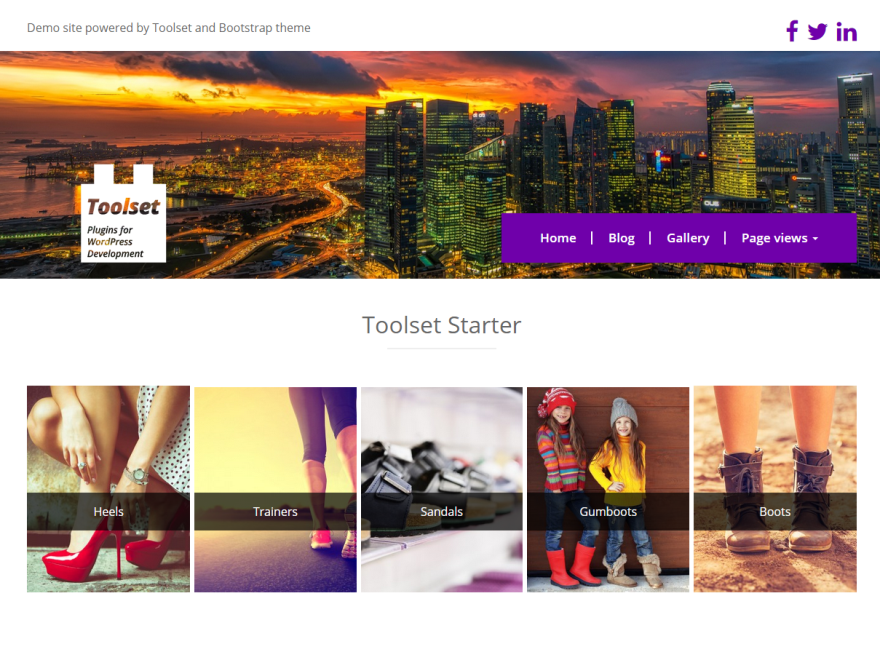 Demo site powered by Toolset and Bootstrap theme
Toolset
Plugins for
WordPress
Development
Home
Blog
Gallery
Page views
Toolset Starter
Heels
Trainers
Sandals
Gumboots
Boots